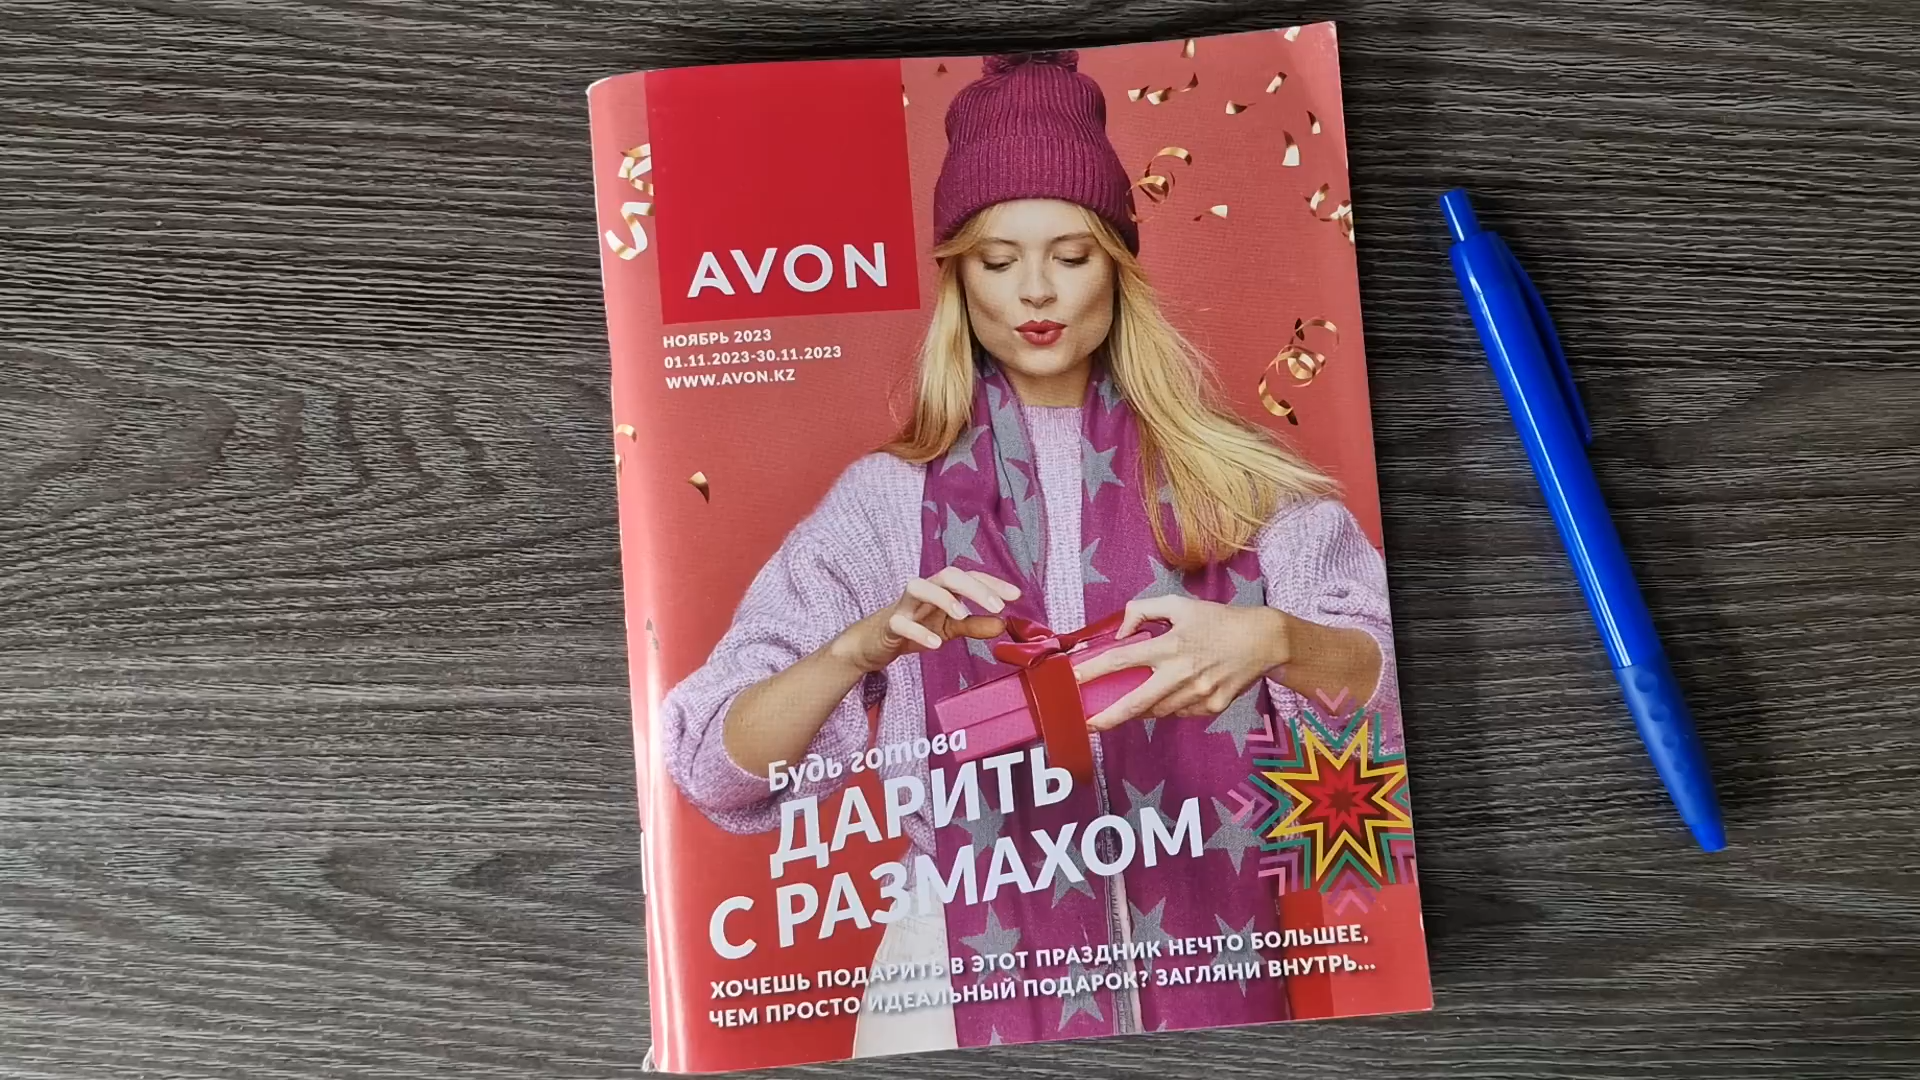 AVON
НОЯБРЬ 2023
01.11.2023-30.11.2023
WWW.AVON.KZ
Будь готова
ДАРИТЬ
С РАЗМАХОМ
ХОЧЕШЬ ПОДАРИТЬ В ЭТОТ ПРАЗДНИК НЕЧТО БОЛЬШЕЕ,
ЧЕМ ПРОСТО ИДЕАЛЬНЫЙ ПОДАРОК? ЗАГЛЯНИ ВНУТРЬ...